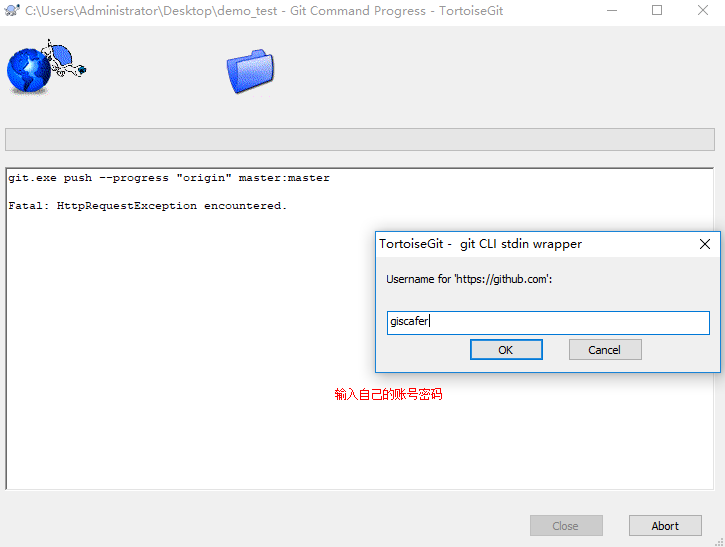 C:\Users\Administrator\Desktop\demo_test - Git Command Progress - TortoiseGit
git.exe push --progress "origin" master:master
Fatal: HttpRequestException encountered.
TortoiseGit - git CLI stdin wrapper
Username for 'https://github.com':
giscafer
OK
Cancel
输入自己的账号密码
Close
Abort